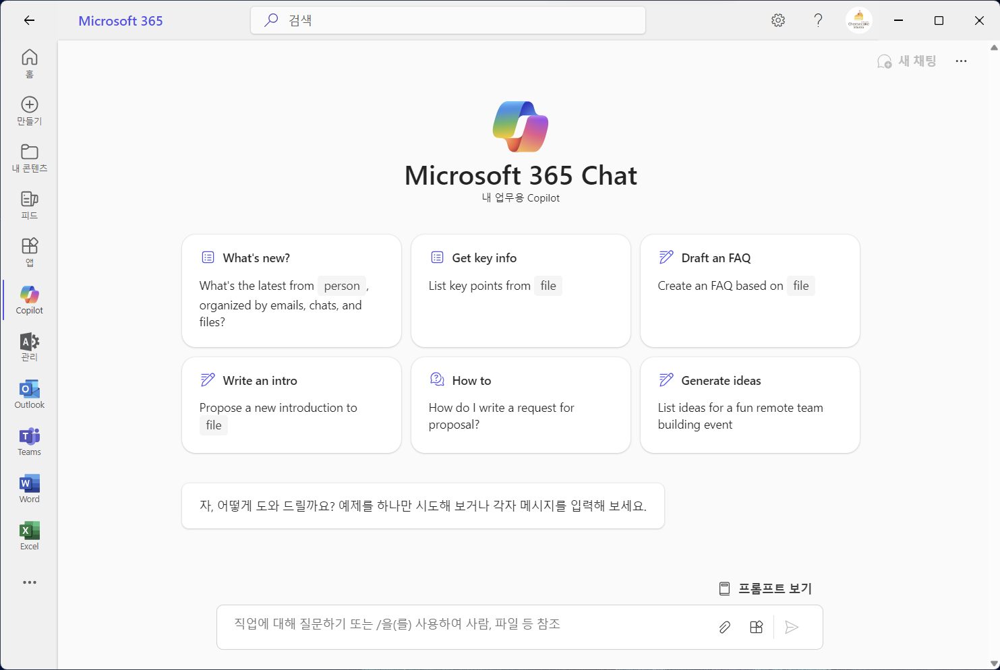 Microsoft 365
검색
Cheesecake
Studio
홈
만들기
내 콘텐츠
피드
앱
Copilot
관리
Outlook
Teams
Word
Excel
새 채팅
Microsoft 365 Chat
내 업무용 Copilot
What's new?
What's the latest from person ,
organized by emails, chats, and
files?
Get key info
List key points from file
Draft an FAQ
Create an FAQ based on file
Write an intro
Propose a new introduction to
file
How to
How do I write a request for
proposal?
Generate ideas
List ideas for a fun remote team
building event
자, 어떻게 도와 드릴까요? 예제를 하나만 시도해 보거나 각자 메시지를 입력해 보세요.
프롬프트 보기
직업에 대해 질문하기 또는 /을(를) 사용하여 사람, 파일 등 참조